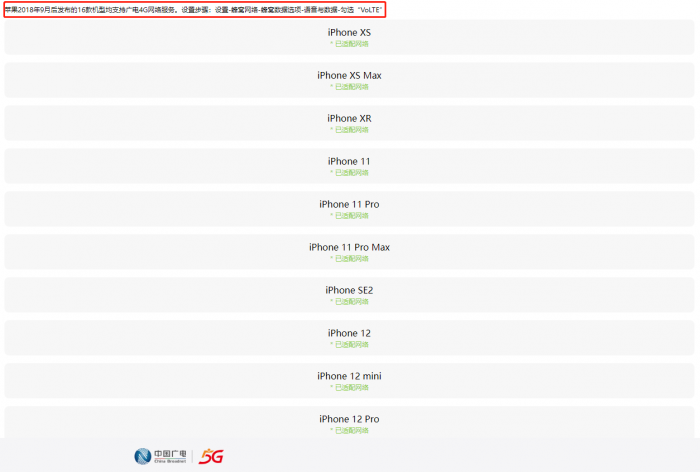 苹果2018年9月后发布的16款机型均支持广电4G网络服务。设置步骤：设置-蜂窝网络-蜂窝数据选项-语音与数据-勾选“VoLTE”
iPhone XS
* 已适配网络
iPhone XS Max
* 已适配网络
iPhone XR
* 已适配网络
iPhone 11
* 已适配网络
iPhone 11 Pro
* 已适配网络
iPhone 11 Pro Max
* 已适配网络
iPhone SE2
* 已适配网络
iPhone 12
* 已适配网络
iPhone 12 mini
* 已适配网络
iPhone 12 Pro
* 已适配网络
中国广电
China Broadnet
5G